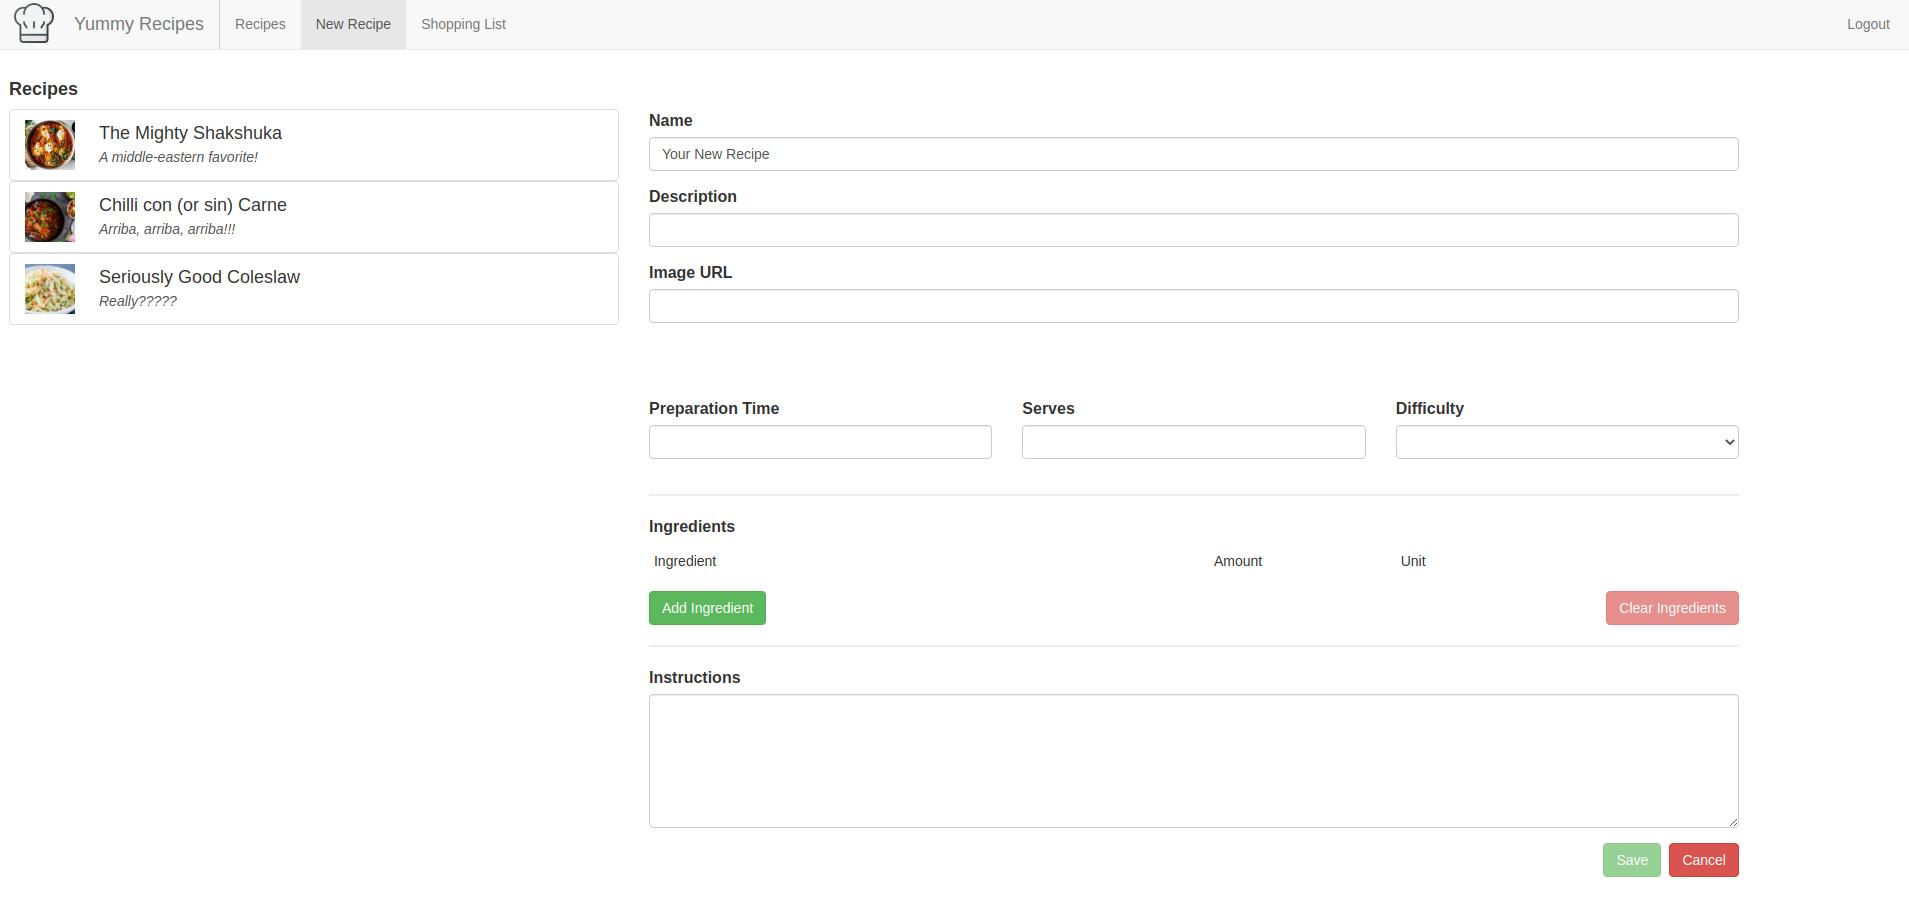 Yummy Recipes
Recipes
New Recipe
Shopping List
Logout
Recipes
The Mighty Shakshuka
A middle-eastern favorite!
Chilli con (or sin) Carne
Arriba, arriba, arriba!!!
Seriously Good Coleslaw
Really?????
Name
Your New Recipe
Description
Image URL
Preparation Time
Serves
Difficulty
Ingredients
Ingredient
Amount
Unit
Add Ingredient
Clear Ingredients
Instructions
Save
Cancel